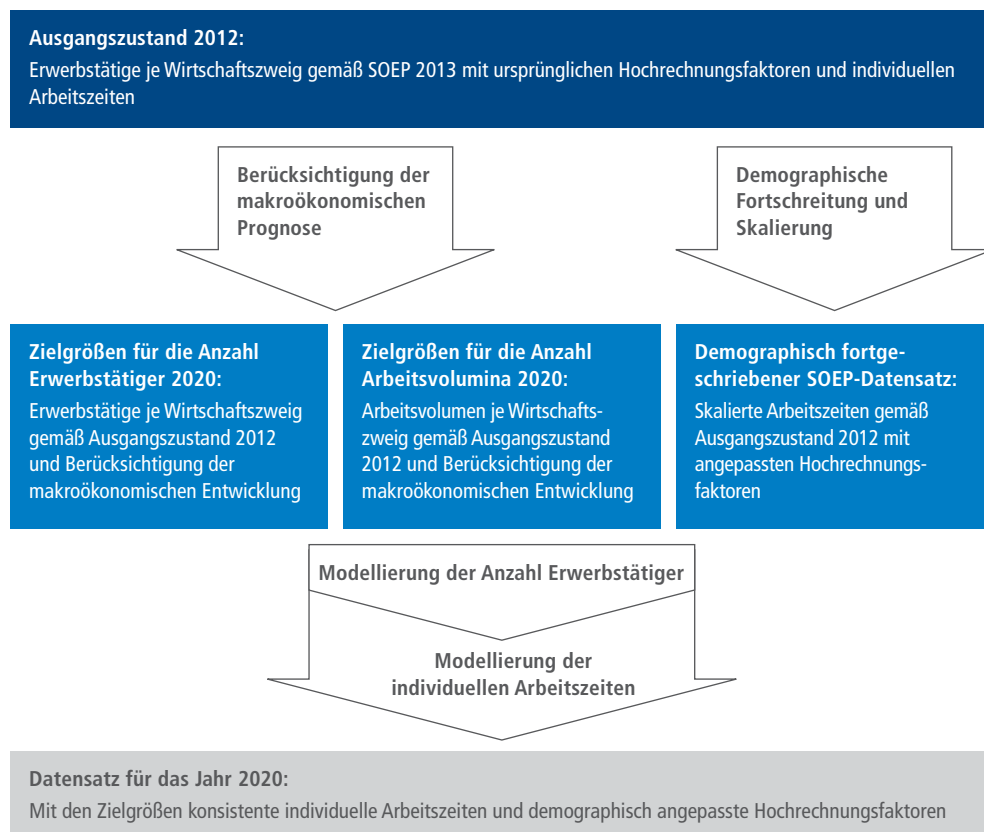 Ausgangszustand 2012:
Erwerbstätige je Wirtschaftszweig gemäß SOEP 2013 mit ursprünglichen Hochrechnungsfaktoren und individuellen
Arbeitszeiten
Berücksichtigung der
makroökonomischen
Prognose
Demographische
Fortschreitung und
Skalierung
Zielgrößen für die Anzahl
Erwerbstätiger 2020:
Erwerbstätige je Wirtschaftszweig
gemäß Ausgangszustand 2012
und Berücksichtigung der
makroökonomischen Entwicklung
Zielgrößen für die Anzahl
Arbeitsvolumina 2020:
Arbeitsvolumen je Wirtschafts-
zweig gemäß Ausgangszustand
2012 und Berücksichtigung der
makroökonomischen Entwicklung
Demographisch fortge-
schriebener SOEP-Datensatz:
Skalierte Arbeitszeiten gemäß
Ausgangszustand 2012 mit
angepassten Hochrechnungs-
faktoren
Modellierung der Anzahl Erwerbstätiger
Modellierung der
individuellen Arbeitszeiten
Datensatz für das Jahr 2020:
Mit den Zielgrößen konsistente individuelle Arbeitszeiten und demographisch angepasste Hochrechnungsfaktoren